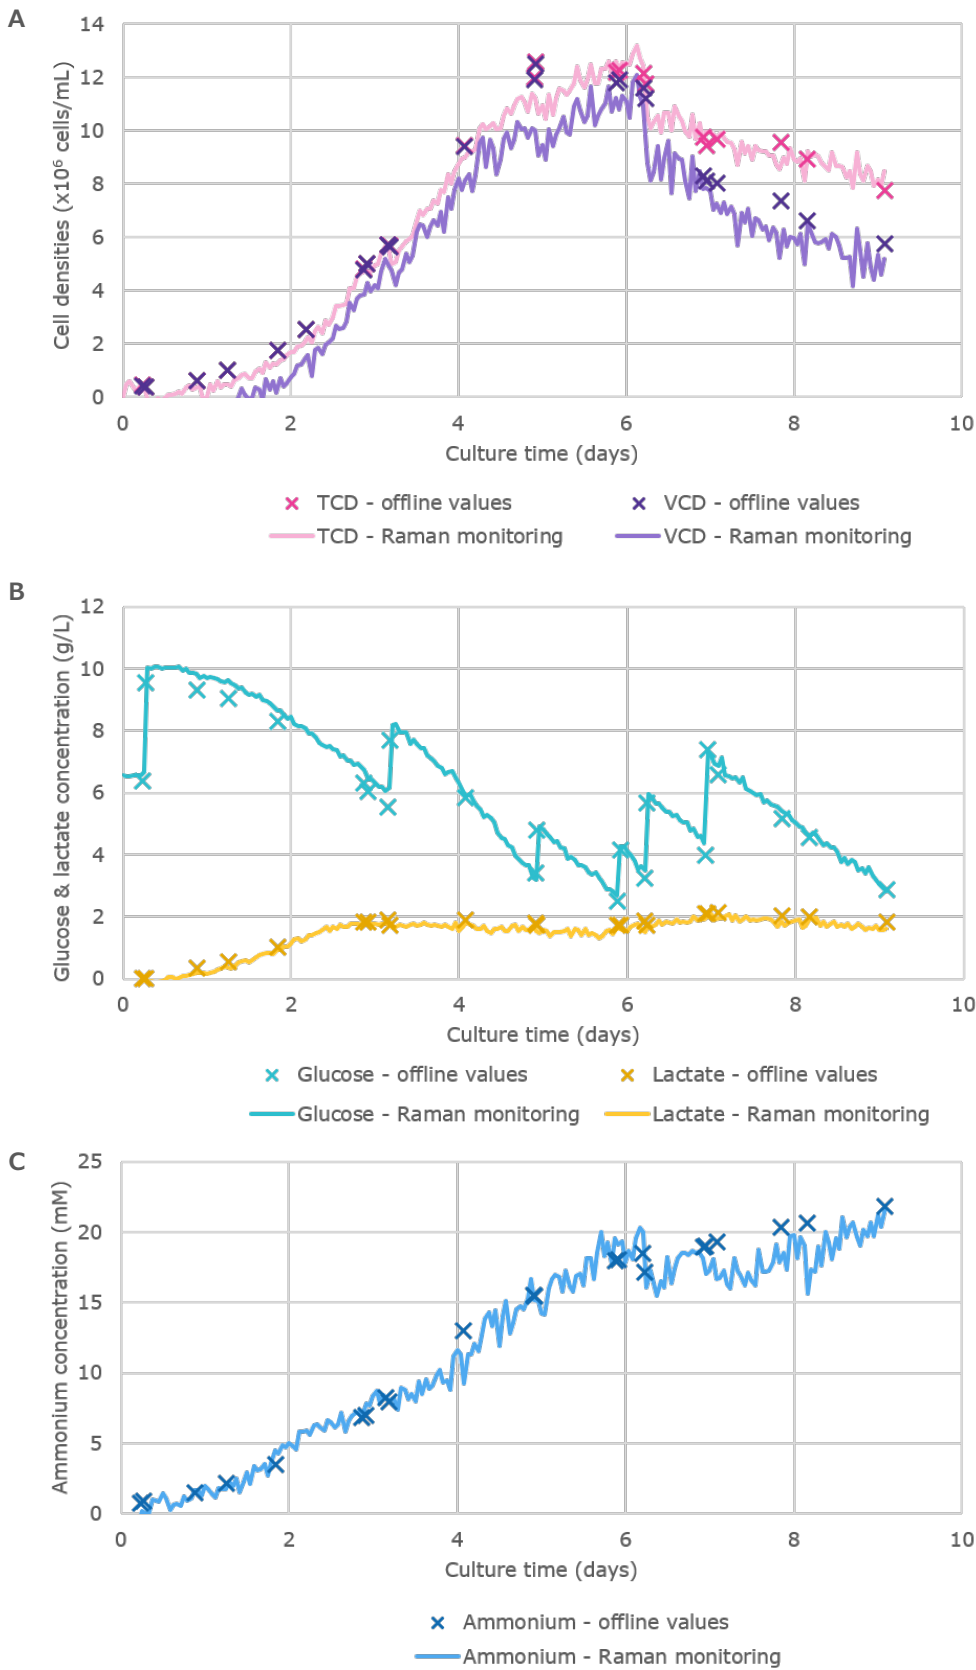 A
Cell densities (x10⁶ cells/mL)
14
12
10
8
6
4
2
0
0 2 4 6 8 10
Culture time (days)
TCD - offline values
VCD - offline values
TCD - Raman monitoring
VCD - Raman monitoring
B
Glucose & lactate concentration (g/L)
12
10
8
6
4
2
0
0 2 4 6 8 10
Culture time (days)
Glucose - offline values
Lactate - offline values
Glucose - Raman monitoring
Lactate - Raman monitoring
C
Ammonium concentration (mM)
25
20
15
10
5
0
0 2 4 6 8 10
Culture time (days)
Ammonium - offline values
Ammonium - Raman monitoring